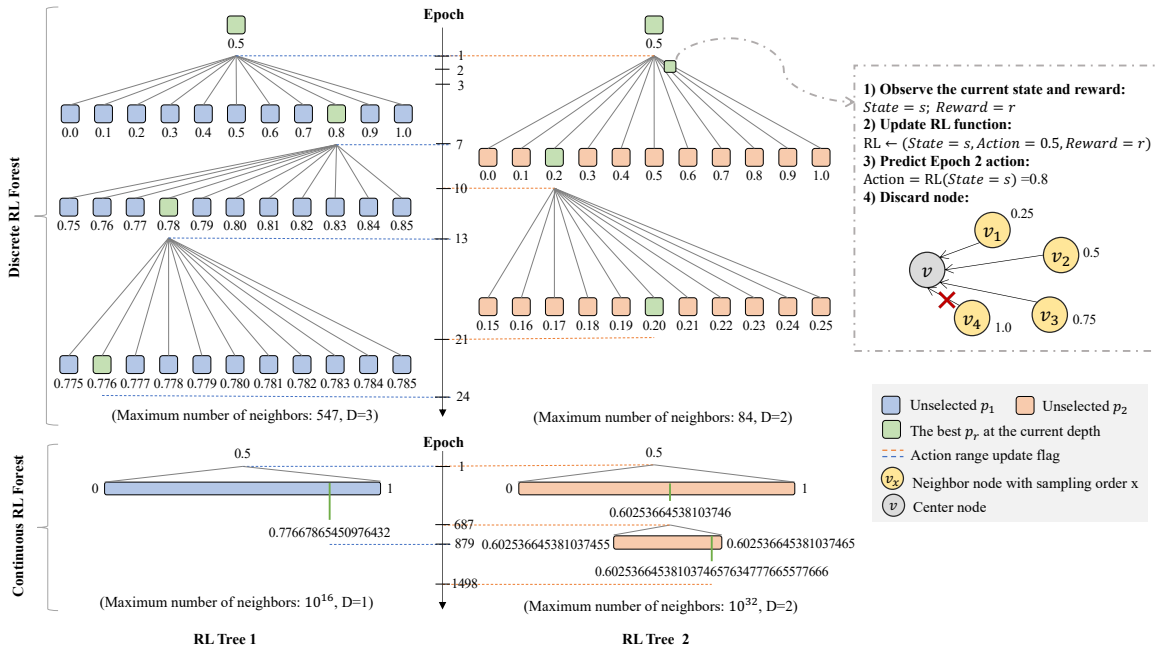 Epoch
0.5
0.5
1
2
3
0.0 0.1 0.2 0.3 0.4 0.5 0.6 0.7 0.8 0.9 1.0
7
0.0 0.1 0.2 0.3 0.4 0.5 0.6 0.7 0.8 0.9 1.0
10
0.75 0.76 0.77 0.78 0.79 0.80 0.81 0.82 0.83 0.84 0.85
13
0.15 0.16 0.17 0.18 0.19 0.20 0.21 0.22 0.23 0.24 0.25
21
0.775 0.776 0.777 0.778 0.779 0.780 0.781 0.782 0.783 0.784 0.785
24
(Maximum number of neighbors: 547, D=3)
(Maximum number of neighbors: 84, D=2)
Discrete RL Forest
1) Observe the current state and reward:
State = s; Reward = r
2) Update RL function:
RL ← (State = s, Action = 0.5, Reward = r)
3) Predict Epoch 2 action:
Action = RL(State = s) =0.8
4) Discard node:
0.25
v₁
v₂ 0.5
v
v₃ 0.75
v₄ 1.0
Unselected p₁
Unselected p₂
The best pᵣ at the current depth
Action range update flag
vₓ Neighbor node with sampling order x
v Center node
Epoch
0.5
0.5
1
0 1
0 1
0.77667865450976432
0.60253664538103746
687
879
0.602536645381037455
0.602536645381037465
0.6025366453810374657634777665577666
1498
(Maximum number of neighbors: 10¹⁶, D=1)
(Maximum number of neighbors: 10³², D=2)
Continuous RL Forest
RL Tree 1
RL Tree 2